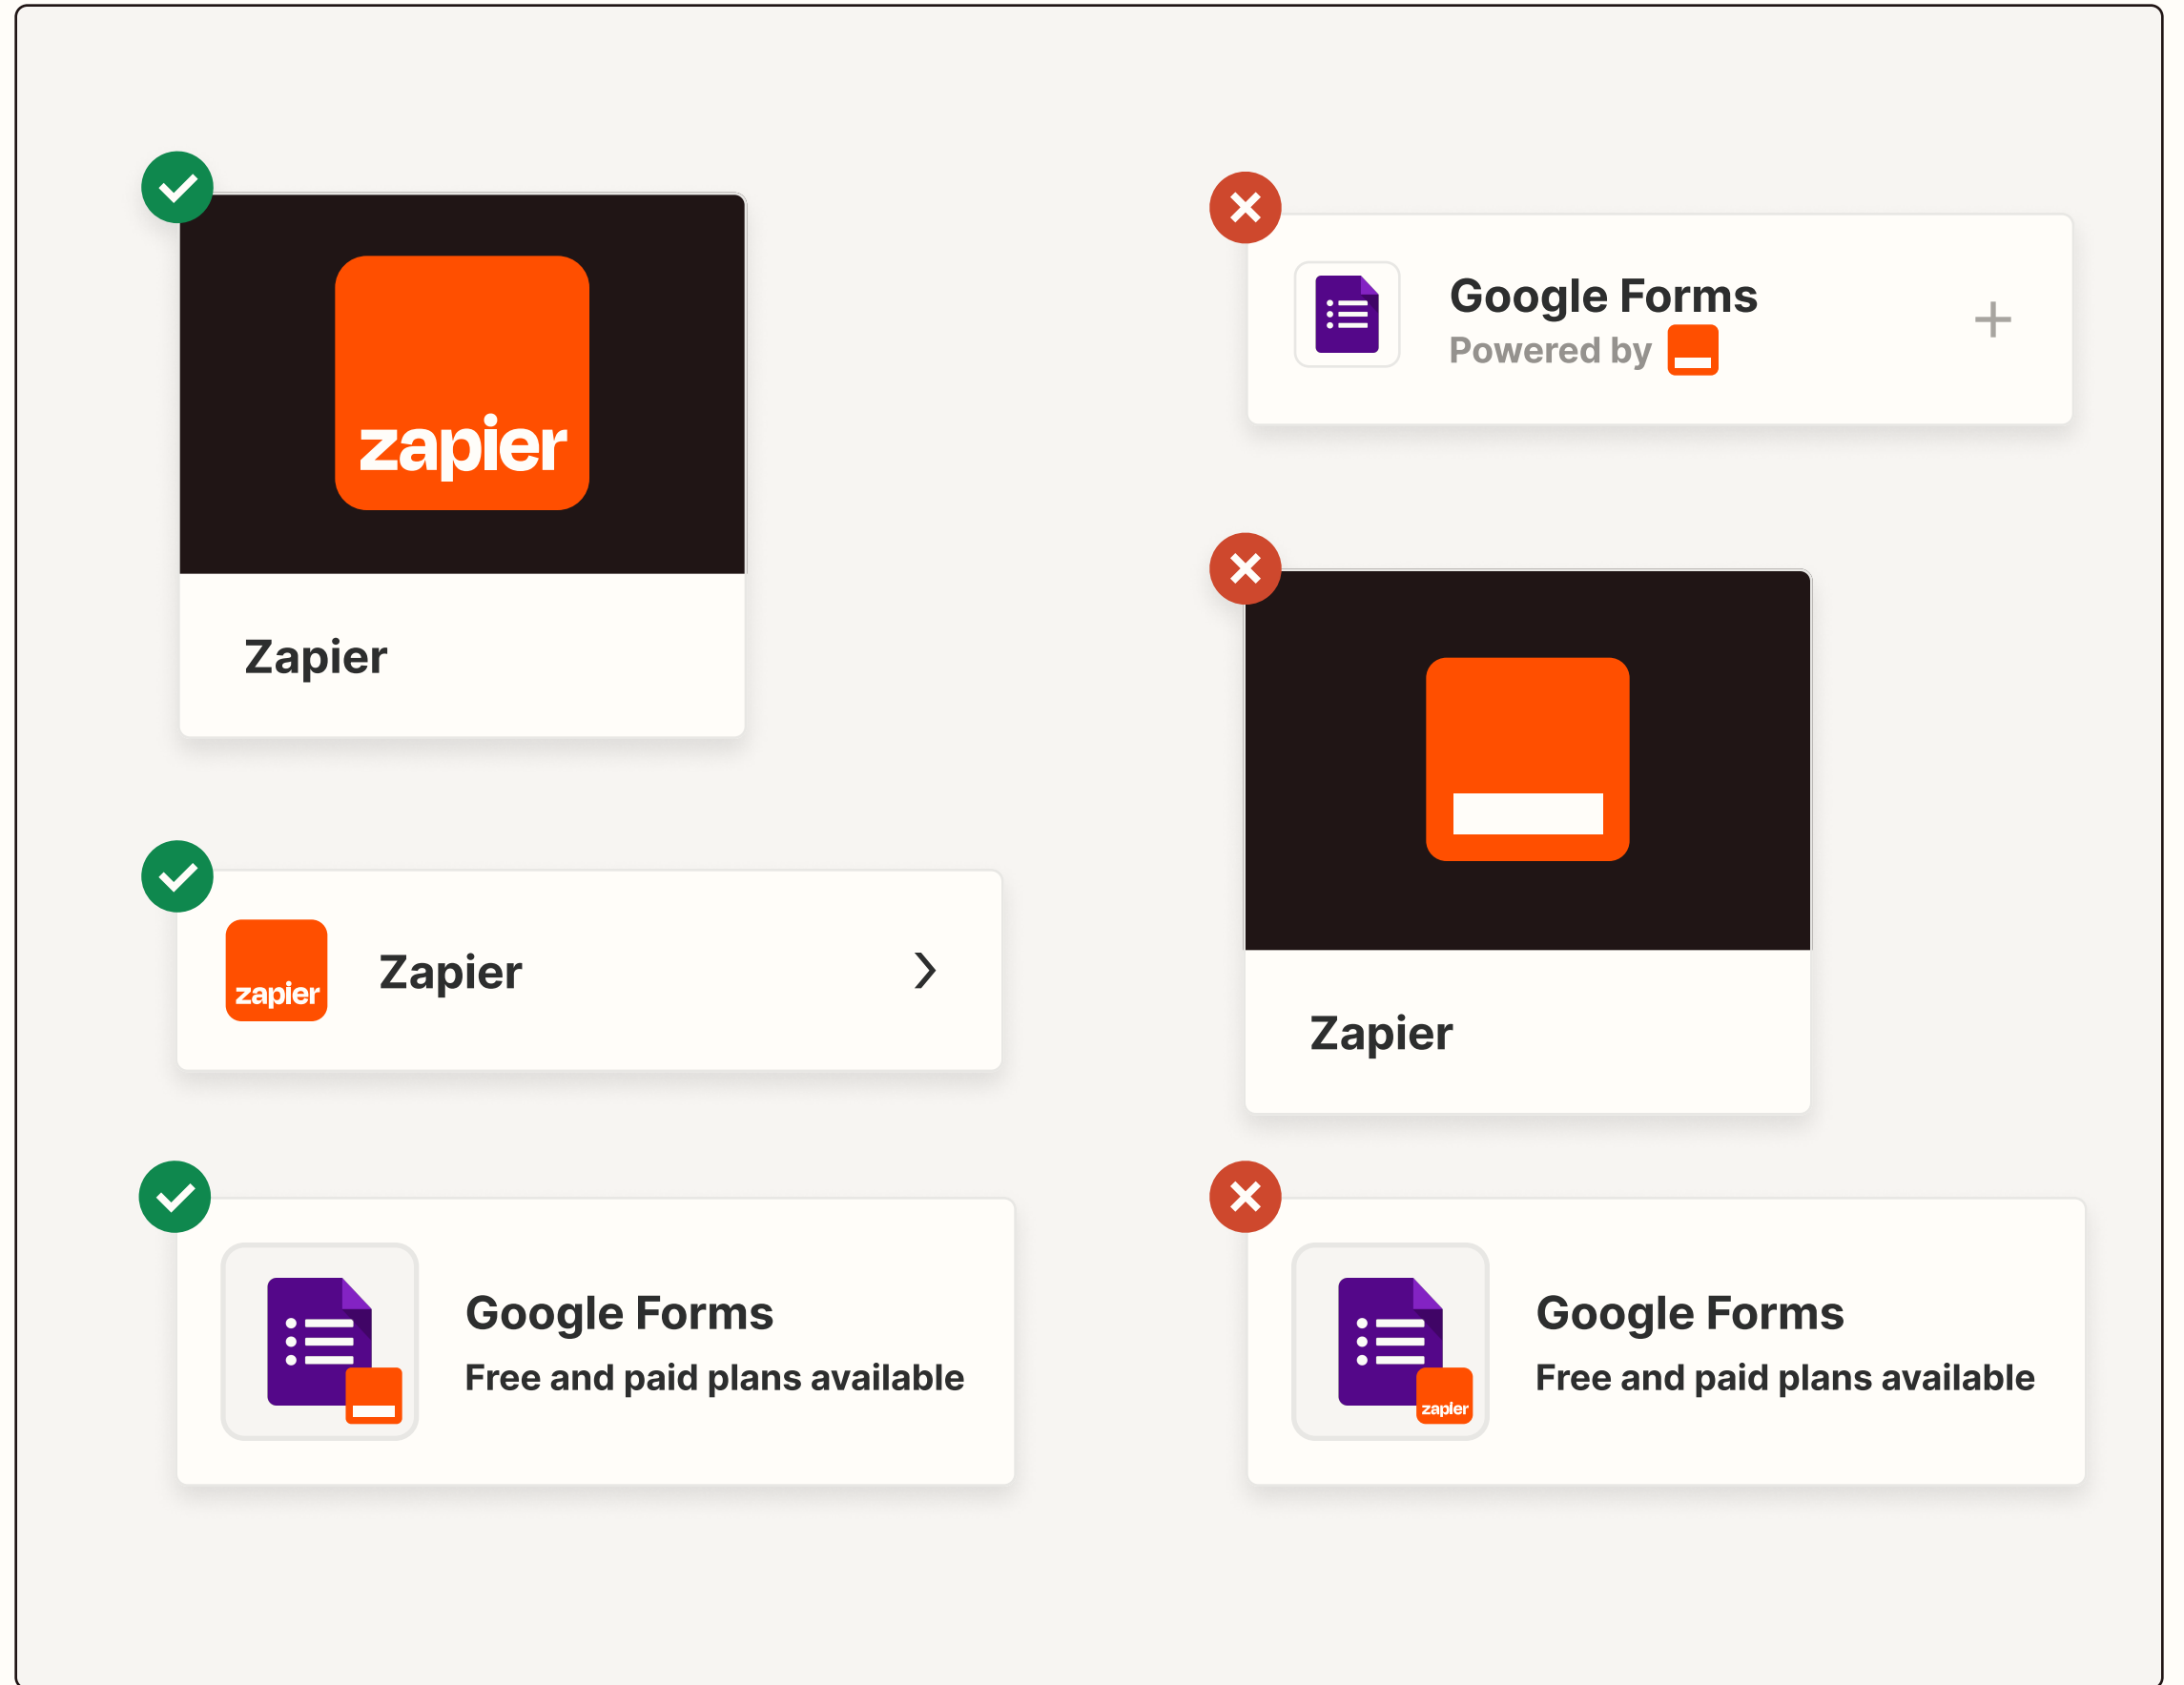 zapier
Zapier
zapier
Zapier
Google Forms
Free and paid plans available
Google Forms
Powered by
Zapier
Google Forms
Free and paid plans available
zapier